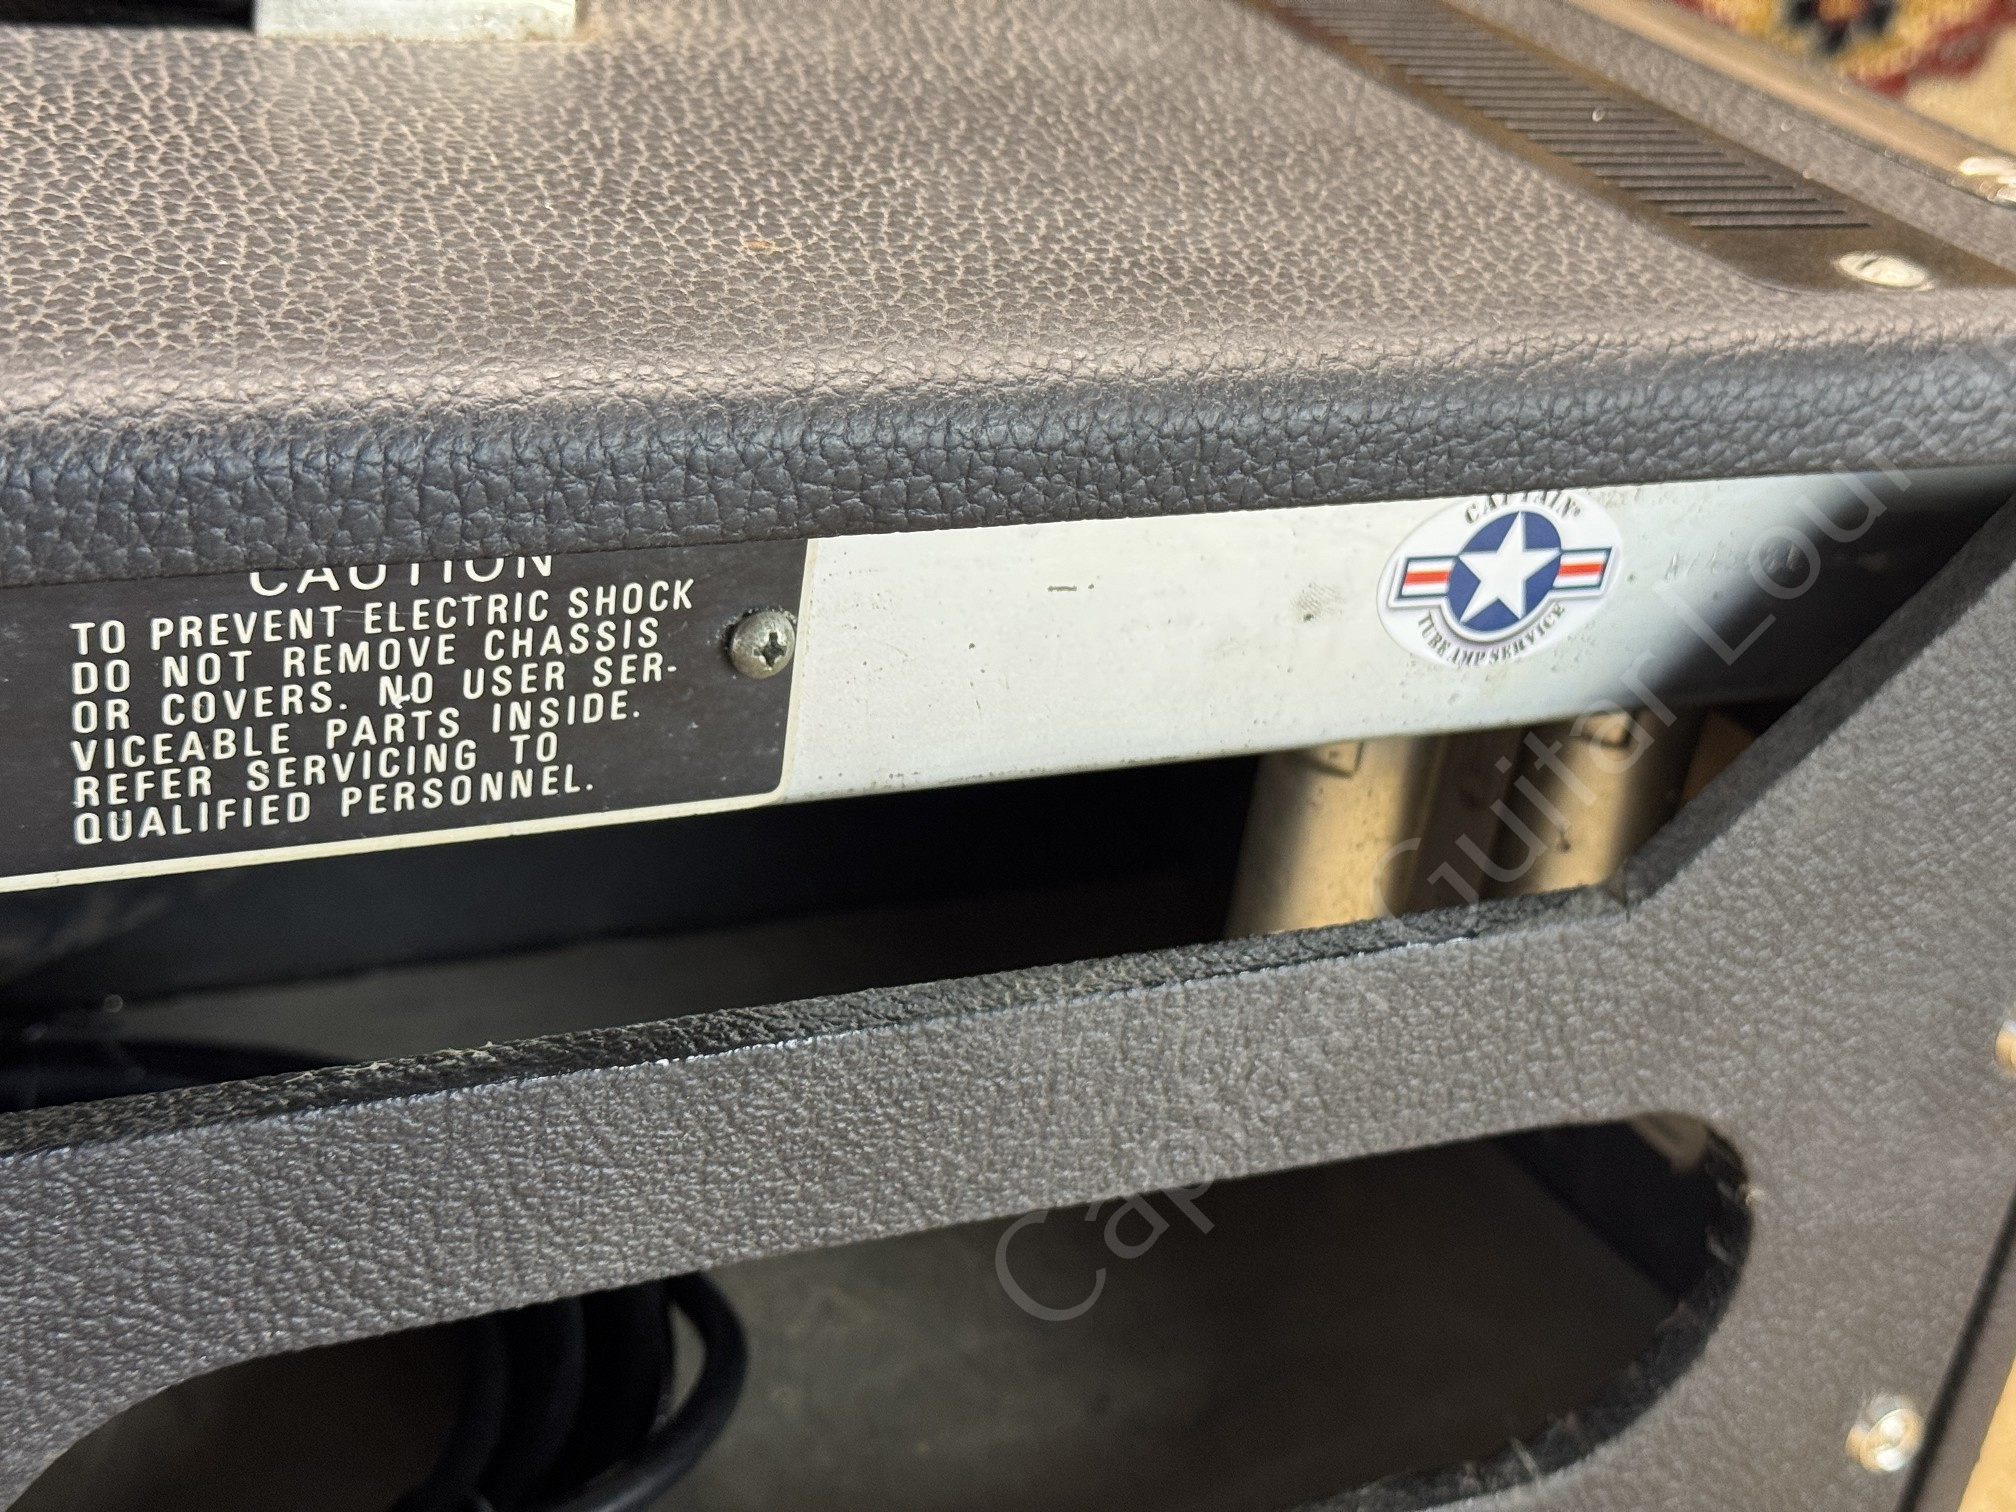 CAUTION
TO PREVENT ELECTRIC SHOCK
DO NOT REMOVE CHASSIS
OR COVERS. NO USER SER-
VICEABLE PARTS INSIDE.
REFER SERVICING TO
QUALIFIED PERSONNEL.
CAPTAIN®
TUBE AMP SERVICE
Guitar